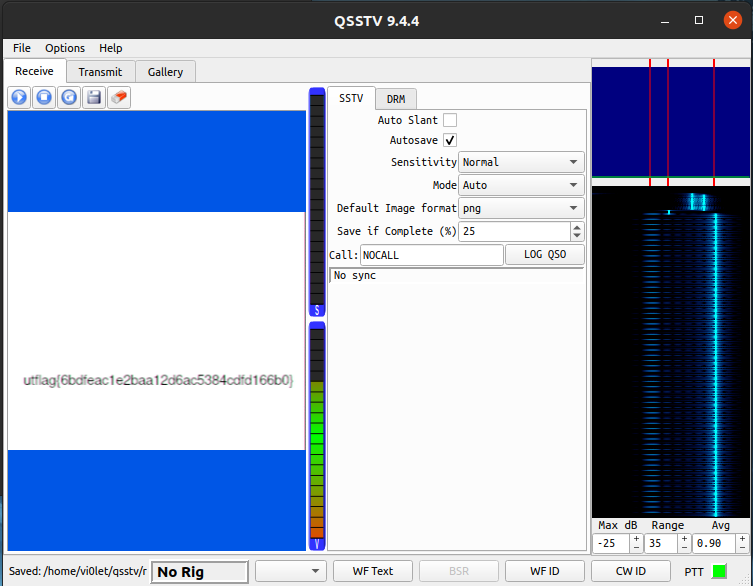 QSSTV 9.4.4
File Options Help
Receive Transmit Gallery
SSTV DRM
Auto Slant
Autosave
Sensitivity Normal
Mode Auto
Default Image format png
Save if Complete (%) 25
Call: NOCALL LOG QSO
No sync
S
utflag{6bdfeac1e2baa12d6ac5384cdfd166b0}
V
Max dB Range Avg
-25 35 0.90
Saved: /home/vi0let/qsstv/r No Rig WF Text BSR WF ID CW ID PTT